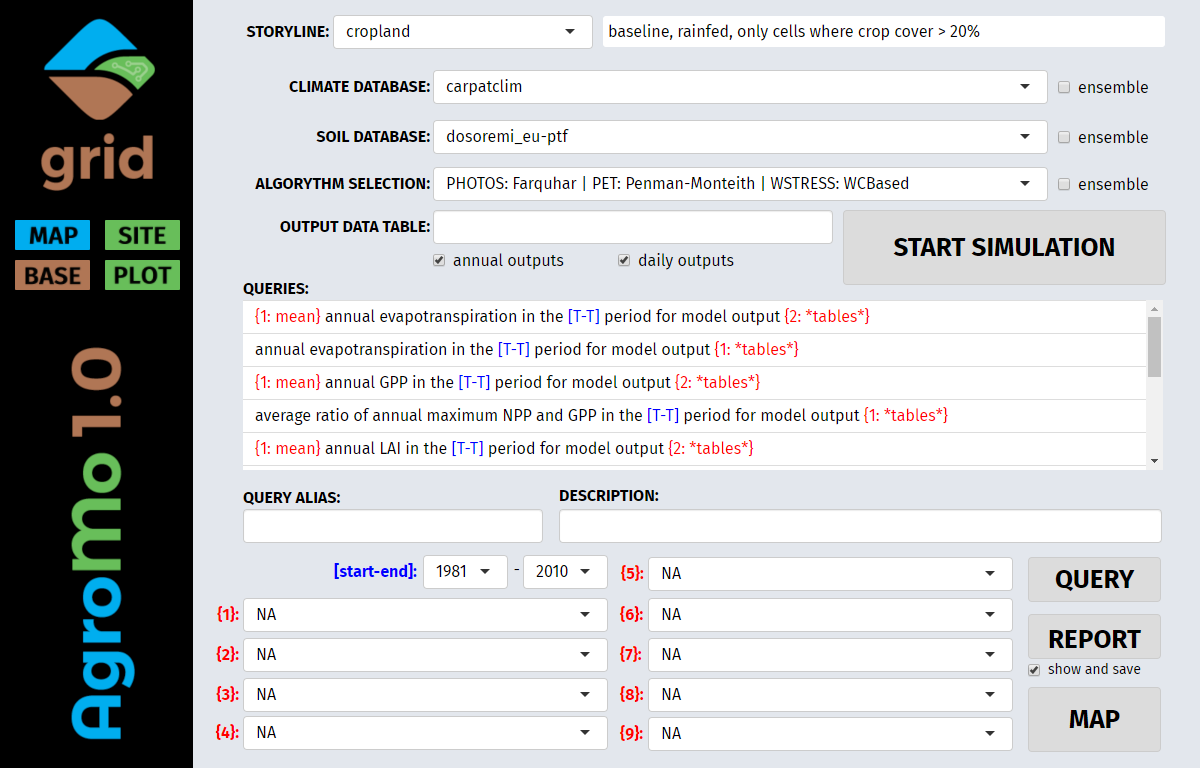 grid
MAP SITE
BASE PLOT
Agromo 1.0
STORYLINE: cropland baseline, rainfed, only cells where crop cover > 20%
CLIMATE DATABASE: carpatclim ensemble
SOIL DATABASE: dosoremi_eu-ptf ensemble
ALGORYTHM SELECTION: PHOTOS: Farquhar | PET: Penman-Monteith | WSTRESS: WCBased ensemble
OUTPUT DATA TABLE:
annual outputs daily outputs
START SIMULATION
QUERIES:
{1: mean} annual evapotranspiration in the [T-T] period for model output {2: *tables*}
annual evapotranspiration in the [T-T] period for model output {1: *tables*}
{1: mean} annual GPP in the [T-T] period for model output {2: *tables*}
average ratio of annual maximum NPP and GPP in the [T-T] period for model output {1: *tables*}
{1: mean} annual LAI in the [T-T] period for model output {2: *tables*}
QUERY ALIAS: DESCRIPTION:
[start-end]: 1981 - 2010 {5}: NA QUERY
{1}: NA {6}: NA REPORT
{2}: NA {7}: NA show and save
{3}: NA {8}: NA MAP
{4}: NA {9}: NA